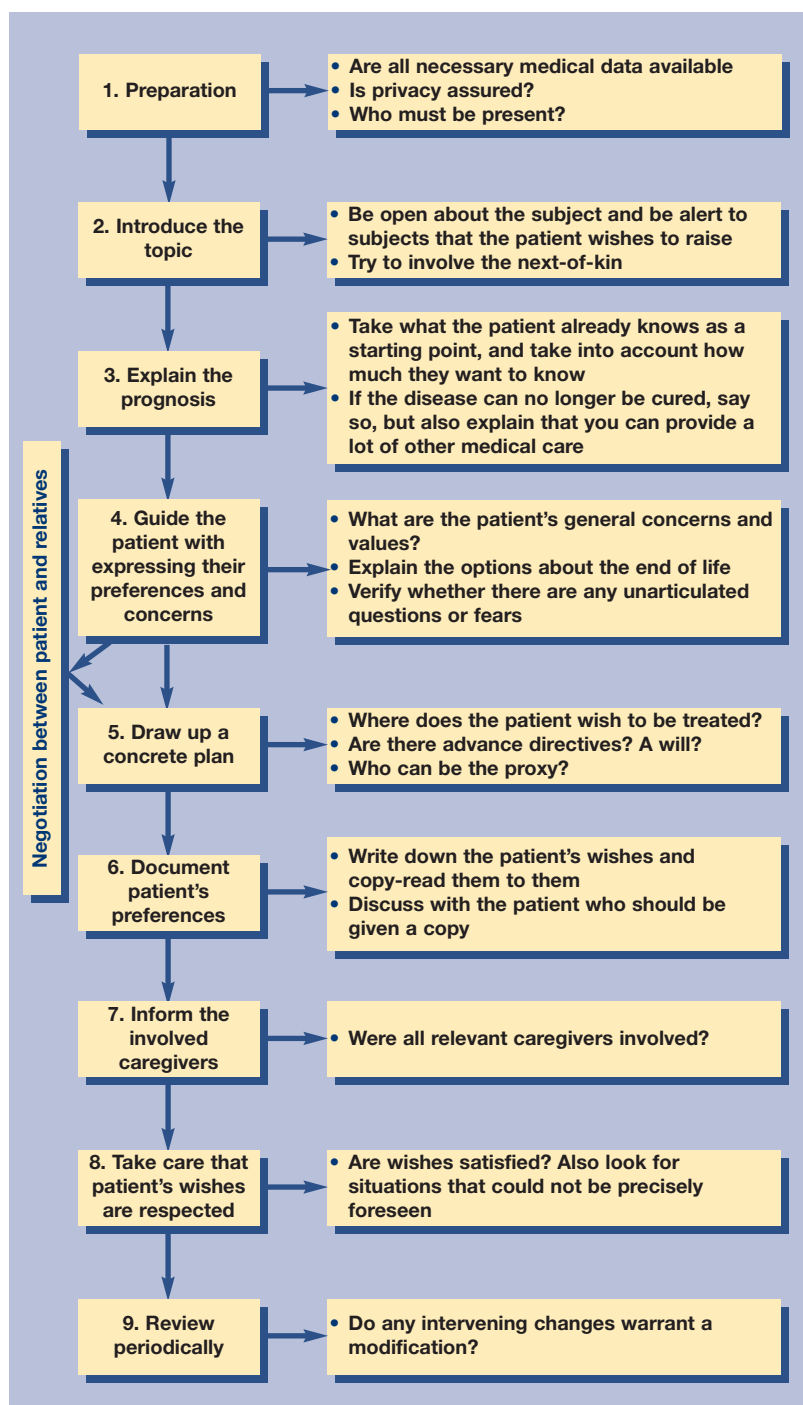 1. Preparation
• Are all necessary medical data available
• Is privacy assured?
• Who must be present?
2. Introduce the
topic
• Be open about the subject and be alert to
subjects that the patient wishes to raise
• Try to involve the next-of-kin
3. Explain the
prognosis
• Take what the patient already knows as a
starting point, and take into account how
much they want to know
• If the disease can no longer be cured, say
so, but also explain that you can provide a
lot of other medical care
Negotiation between patient and relatives
4. Guide the
patient with
expressing their
preferences and
concerns
• What are the patient’s general concerns and
values?
• Explain the options about the end of life
• Verify whether there are any unarticulated
questions or fears
5. Draw up a
concrete plan
• Where does the patient wish to be treated?
• Are there advance directives? A will?
• Who can be the proxy?
6. Document
patient’s
preferences
• Write down the patient’s wishes and
copy-read them to them
• Discuss with the patient who should be
given a copy
7. Inform the
involved
caregivers
• Were all relevant caregivers involved?
8. Take care that
patient’s wishes
are respected
• Are wishes satisfied? Also look for
situations that could not be precisely
foreseen
9. Review
periodically
• Do any intervening changes warrant a
modification?